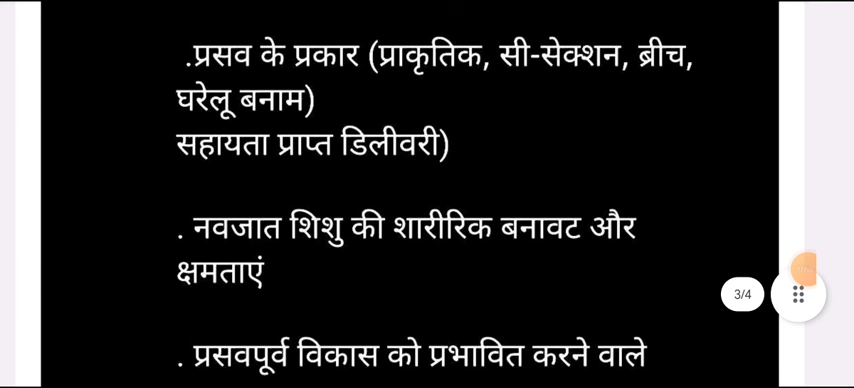 .प्रसव के प्रकार (प्राकृतिक, सी-सेक्शन, ब्रीच,
घरेलू बनाम)
सहायता प्राप्त डिलीवरी)
. नवजात शिशु की शारीरिक बनावट और
क्षमताएं
3/4
. प्रसवपूर्व विकास को प्रभावित करने वाले